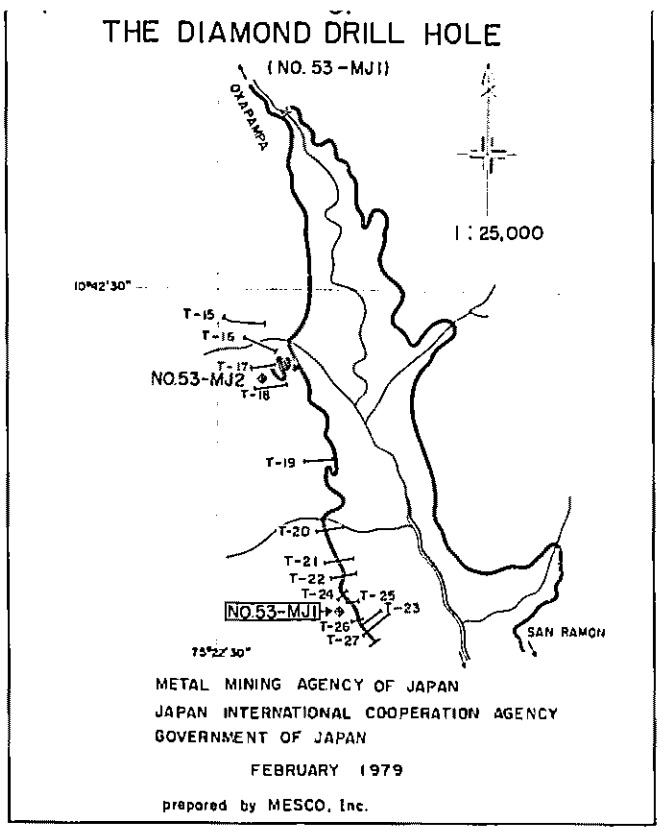 THE DIAMOND DRILL HOLE
(NO. 53-MJ1)
OXAPAMPA
1:25,000
10°42'30"
T-15
T-16
T-17
NO.53-MJ2
T-18
T-19
T-20
T-21
T-22
T-24
T-25
T-23
NO.53-MJ1
T-26
T-27
SAN RAMON
75°22'30"
METAL MINING AGENCY OF JAPAN
JAPAN INTERNATIONAL COOPERATION AGENCY
GOVERNMENT OF JAPAN
FEBRUARY 1979
prepared by MESCO, Inc.